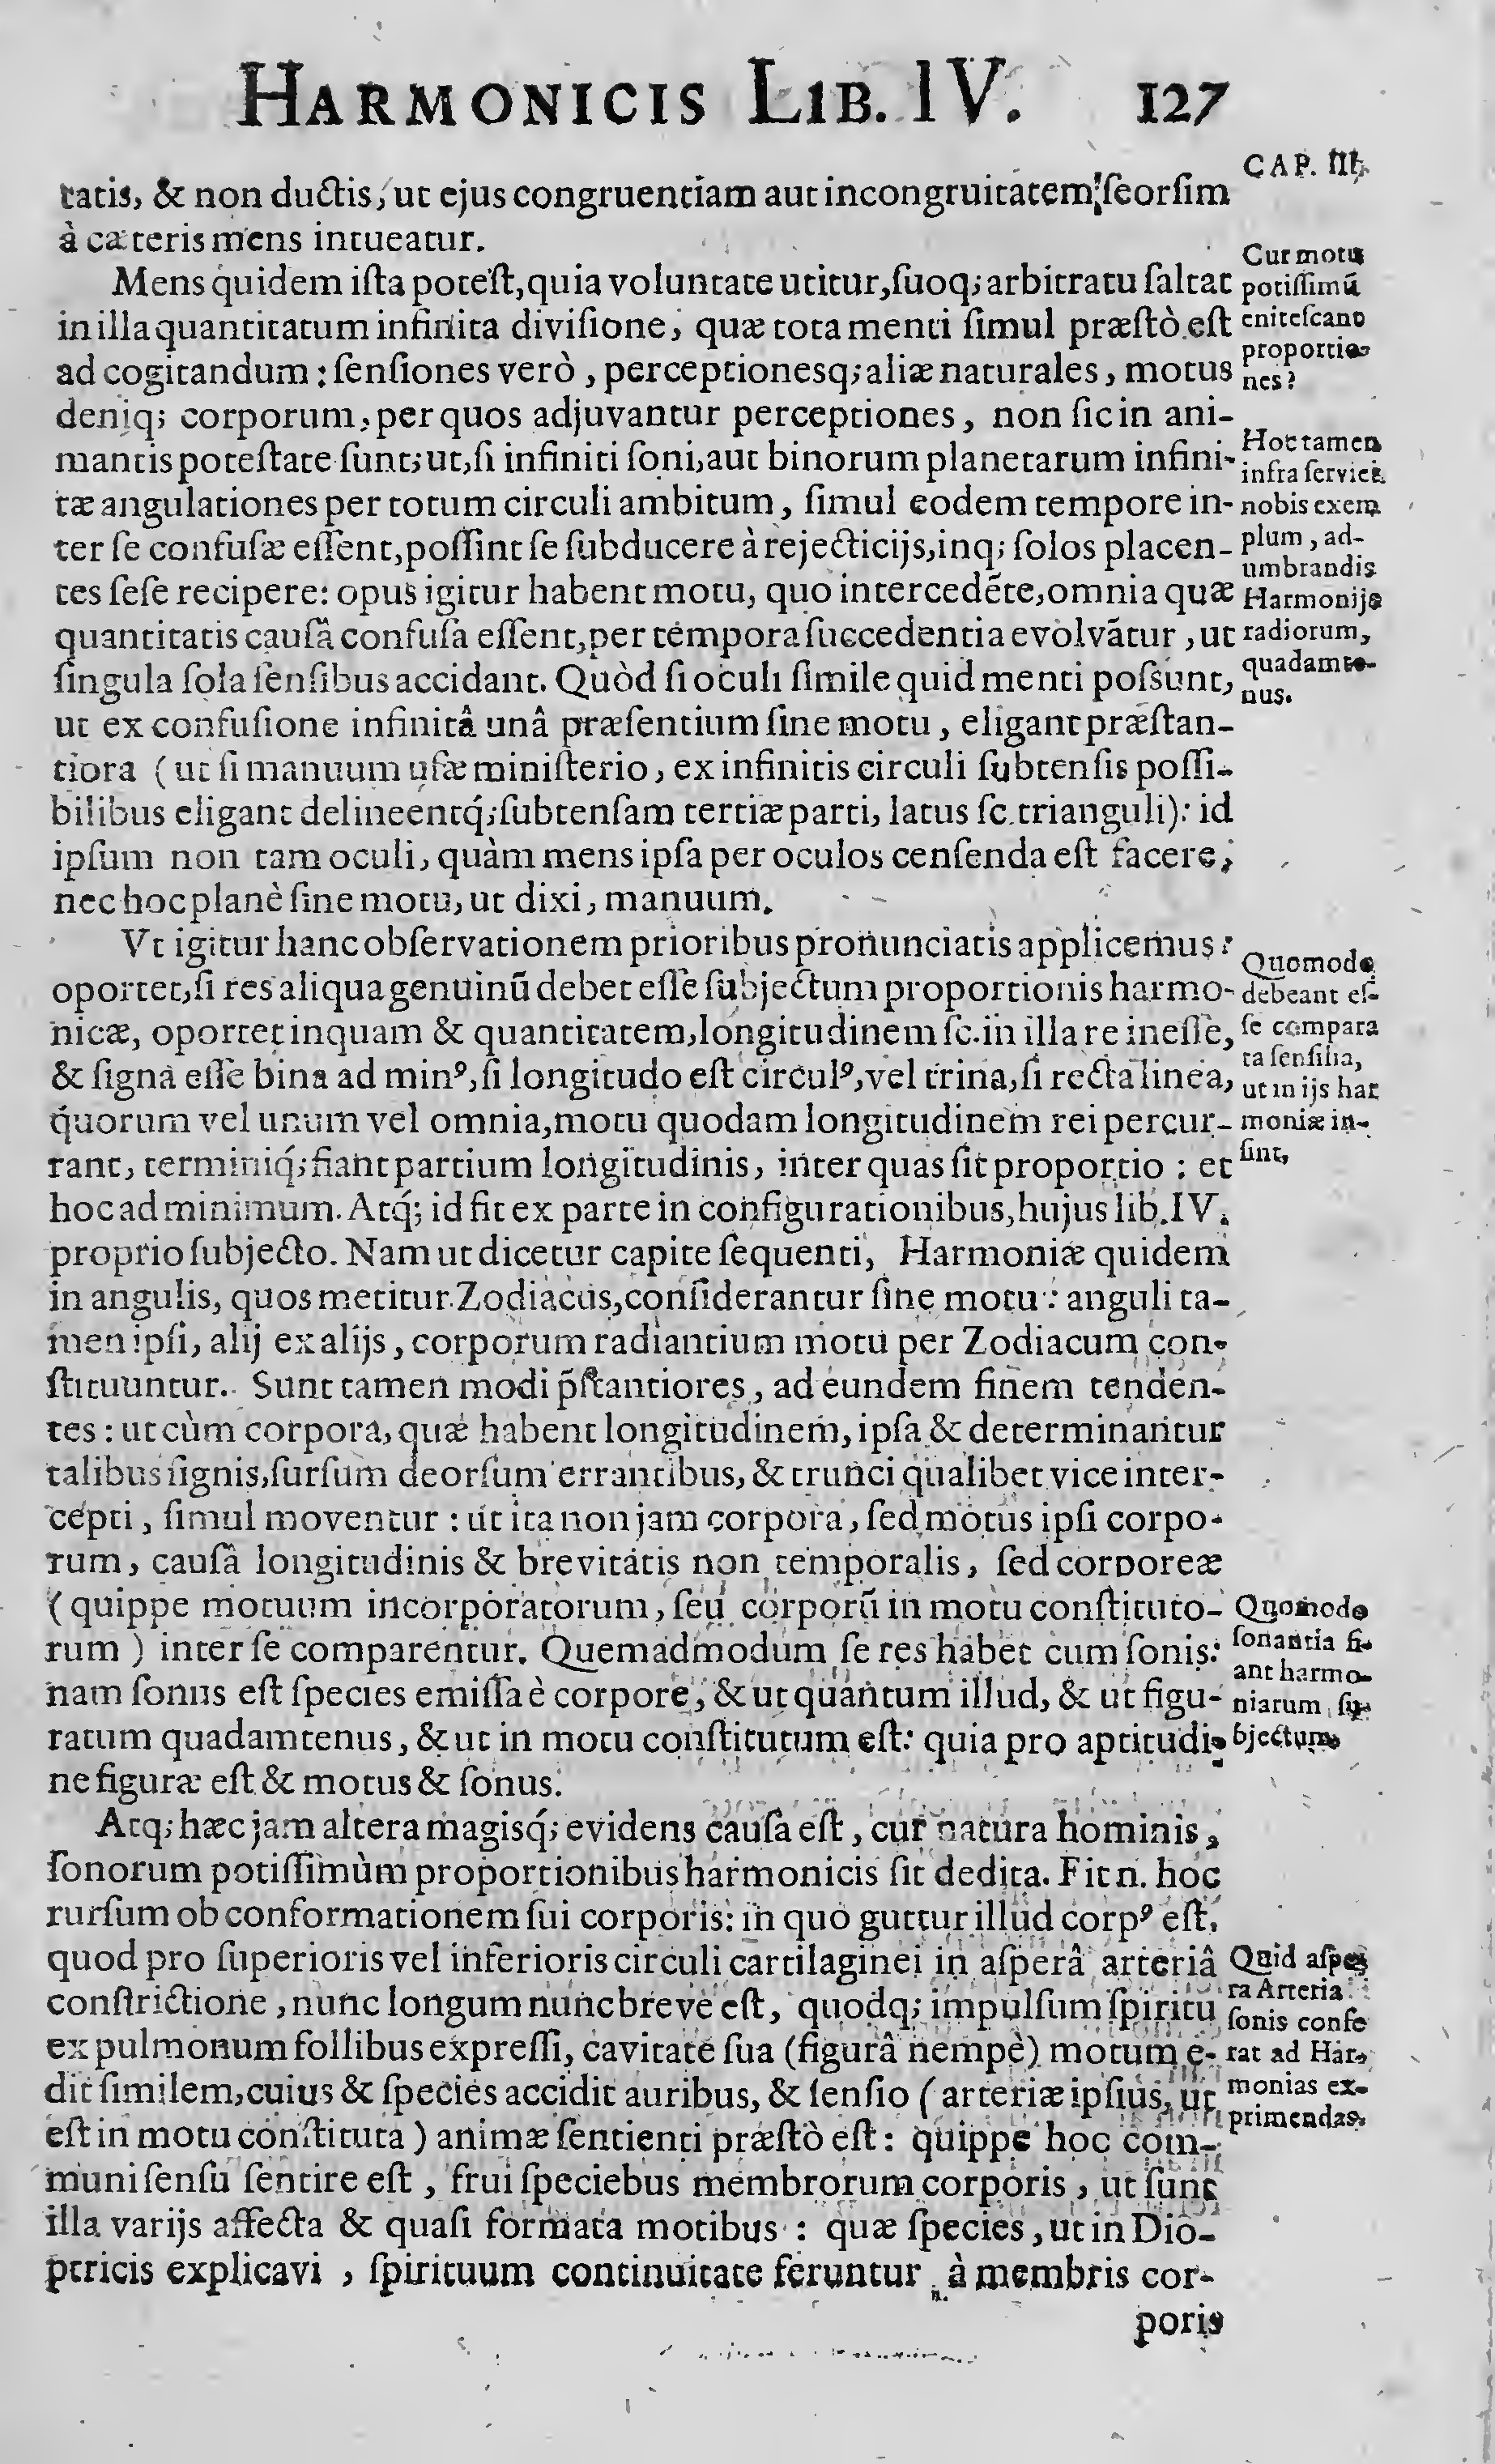 HARMONICIS LIB. IV. 127
CAP. III.
tatis, & non ductis, ut ejus congruentiam aut incongruitatem seorsim
à cæteris mens intueatur.
Mens quidem ista potest, quia voluntate utitur, suoq; arbitratu saltat
in illa quantitatum infinita divisione, quæ tota menti simul præstò est
ad cogitandum: sensiones verò, perceptionesq; aliæ naturales, motus
deniq; corporum, per quos adjuvantur perceptiones, non sic in ani-
mantis potestate sunt; ut, si infiniti soni, aut binorum planetarum infini-
tæ angulationes per totum circuli ambitum, simul eodem tempore in-
ter se confusæ essent, possint se subducere à rejecticijs, inq; solos placen-
tes sese recipere: opus igitur habent motu, quo intercedẽte, omnia quæ
quantitatis causâ confusa essent, per tempora succedentia evolvãtur, ut
singula sola sensibus accidant. Quòd si oculi simile quid menti possunt,
ut ex confusione infinitâ unâ præsentium sine motu, eligant præstan-
tiora (ut si manuum usæ ministerio, ex infinitis circuli subtensis possi-
bilibus eligant delineentq́; subtensam tertiæ parti, latus sc. trianguli): id
ipsum non tam oculi, quàm mens ipsa per oculos censenda est facere;
nec hoc planè sine motu, ut dixi, manuum.
Cur motu
potissimũ
enitescant
proportio-
nes?
Hoc tamen
infra serviet
nobis exem
plum, ad-
umbrandis
Harmonijs
radiorum,
quadamte-
nus.
Vt igitur hanc observationem prioribus pronunciatis applicemus:
oportet, si res aliqua genuinũ debet esse subjectum proportionis harmo-
nicæ, oportet inquam & quantitatem, longitudinem sc. in illa re inesse,
& signa esse bina ad minꝰ, si longitudo est circulꝰ, vel trina, si recta linea,
quorum vel unum vel omnia, motu quodam longitudinem rei percur-
rant, terminiq́; fiant partium longitudinis, inter quas sit proportio: et
hoc ad minimum. Atq́; id fit ex parte in configurationibus, hujus lib. IV.
proprio subjecto. Nam ut dicetur capite sequenti, Harmoniæ quidem
in angulis, quos metitur Zodiacus, considerantur sine motu: anguli ta-
men ipsi, alij ex alijs, corporum radiantium motu per Zodiacum con-
stituuntur. Sunt tamen modi p̃stantiores, ad eundem finem tenden-
tes: ut cùm corpora, quæ habent longitudinem, ipsa & determinantur
talibus signis, sursum deorsum errantibus, & trunci qualibet vice inter-
cepti, simul moventur: ut ita non jam corpora, sed motus ipsi corpo-
rum, causâ longitudinis & brevitatis non temporalis, sed corporeæ
(quippe motuum incorporatorum, seu corporũ in motu constituto-
rum) inter se comparentur. Quemadmodum se res habet cum sonis:
nam sonus est species emissa è corpore, & ut quantum illud, & ut figu-
ratum quadamtenus, & ut in motu constitutum est: quia pro aptitudi-
ne figuræ est & motus & sonus.
Quomodo
debeant es-
se compara
ta sensilia,
ut in ijs har
moniæ in-
sint.
Quomodo
sonantia fi-
ant harmo-
niarum su-
bjectum.
Atq; hæc jam altera magisq́; evidens causa est, cur natura hominis,
sonorum potissimùm proportionibus harmonicis sit dedita. Fit n. hoc
rursum ob conformationem sui corporis: in quo guttur illud corpꝰ est,
quod pro superioris vel inferioris circuli cartilaginei in asperâ arteriâ
constrictione, nunc longum nunc breve est, quodq; impulsum spiritu
ex pulmonum follibus expressi, cavitate sua (figurâ nempè) motum e-
dit similem, cuius & species accidit auribus, & sensio (arteriæ ipsius, ut
est in motu constituta) animæ sentienti præstò est: quippe hoc com-
muni sensu sentire est, frui speciebus membrorum corporis, ut sunt
illa varijs affecta & quasi formata motibus: quæ species, ut in Dio-
ptricis explicavi, spirituum continuitate feruntur à membris cor-
poris
Quid aspe-
ra Arteria
sonis confe
rat ad Har-
monias ex-
primendas.